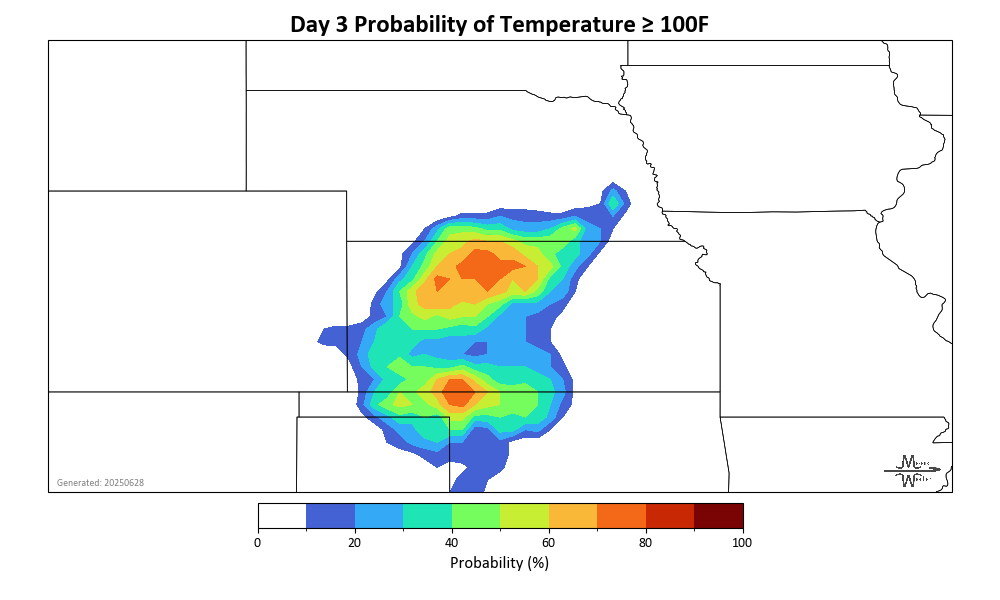 Day 3 Probability of Temperature ≥ 100F
Generated: 20250628
0 20 40 60 80 100
Probability (%)